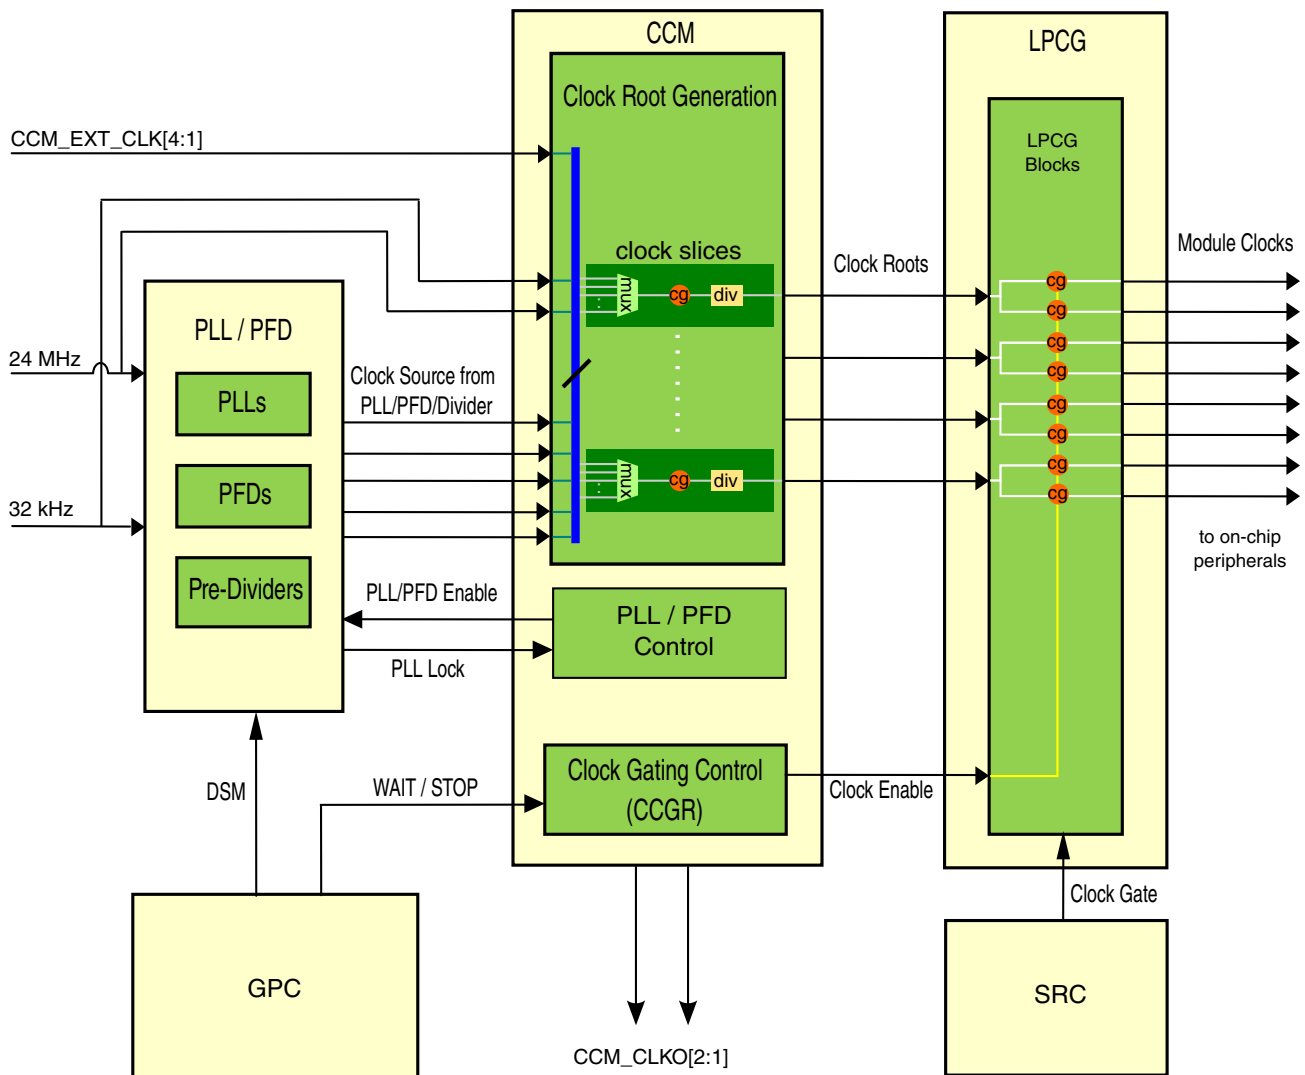 CCM
LPCG
Clock Root Generation
CCM_EXT_CLK[4:1]
LPCG
Blocks
clock slices
Clock Roots
Module Clocks
mux
cg
div
cg
cg
cg
cg
cg
cg
cg
cg
PLL / PFD
24 MHz
PLLs
Clock Source from
PLL/PFD/Divider
mux
cg
div
PFDs
32 kHz
to on-chip
peripherals
Pre-Dividers
PLL/PFD Enable
PLL / PFD
Control
PLL Lock
DSM
WAIT / STOP
Clock Gating Control
(CCGR)
Clock Enable
Clock Gate
GPC
SRC
CCM_CLKO[2:1]